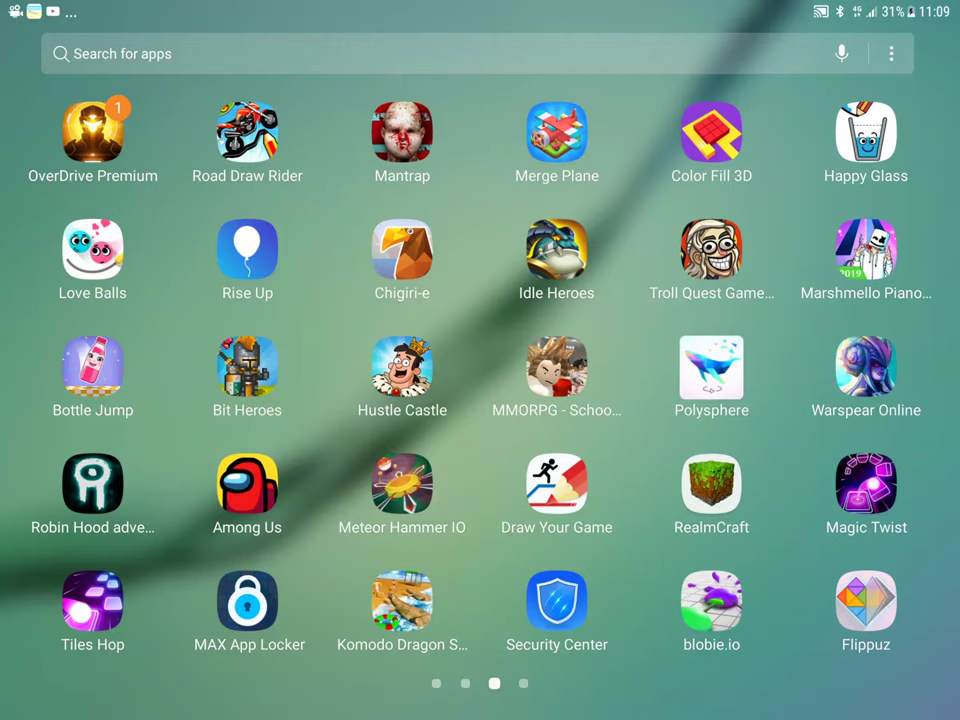 ... 4G 31% 11:09
Search for apps
1
OverDrive Premium Road Draw Rider Mantrap Merge Plane Color Fill 3D Happy Glass
2019
Love Balls Rise Up Chigiri-e Idle Heroes Troll Quest Game... Marshmello Piano...
Bottle Jump Bit Heroes Hustle Castle MMORPG - Schoo... Polysphere Warspear Online
Robin Hood adve... Among Us Meteor Hammer IO Draw Your Game RealmCraft Magic Twist
Tiles Hop MAX App Locker Komodo Dragon S... Security Center blobie.io Flippuz